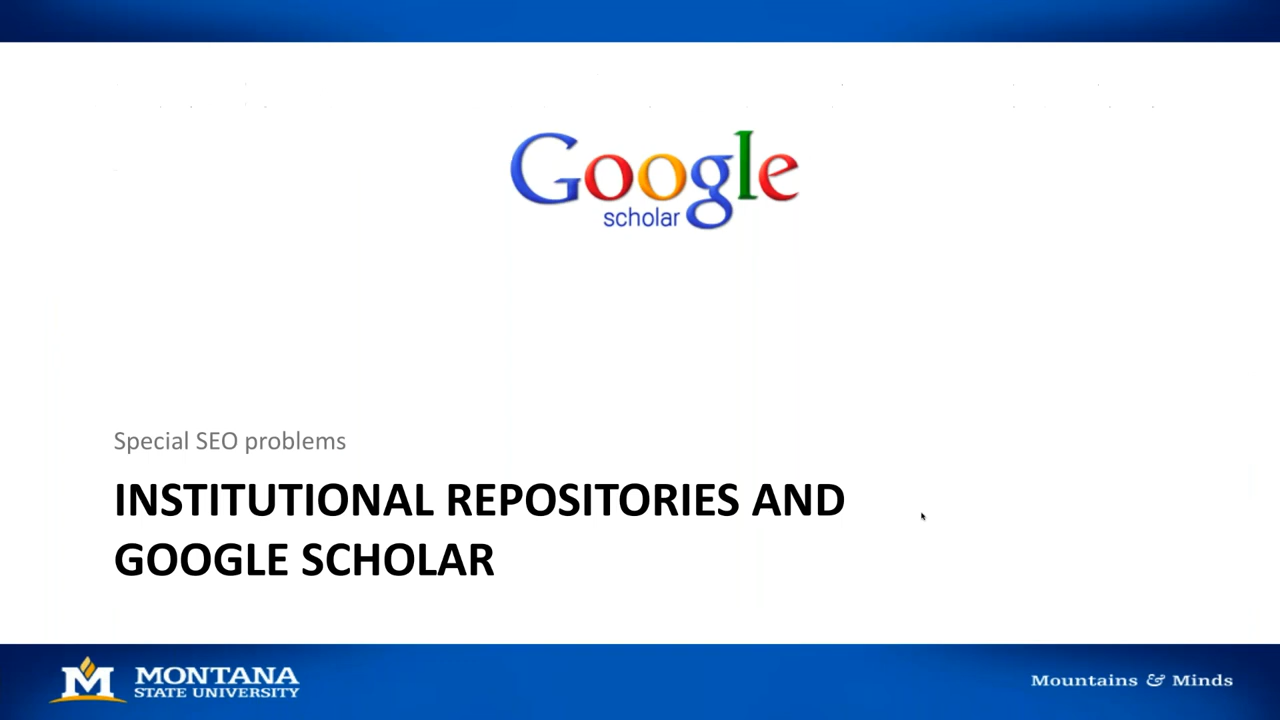 Google
scholar
Special SEO problems
INSTITUTIONAL REPOSITORIES AND
GOOGLE SCHOLAR
M MONTANA
STATE UNIVERSITY
Mountains & Minds